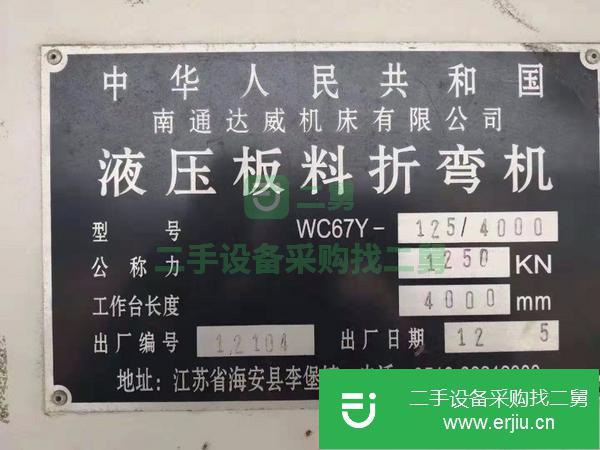 中华人民共和国
南通达威机床有限公司
液压板料折弯机
二舅
型号 WC67Y- 125/4000
二手设备采购找二舅
公称力 1250 KN
工作台长度 4000 mm
出厂编号 12104 出厂日期 12 5
地址:江苏省海安县李堡镇
二手设备采购找二舅
www.erjiu.cn